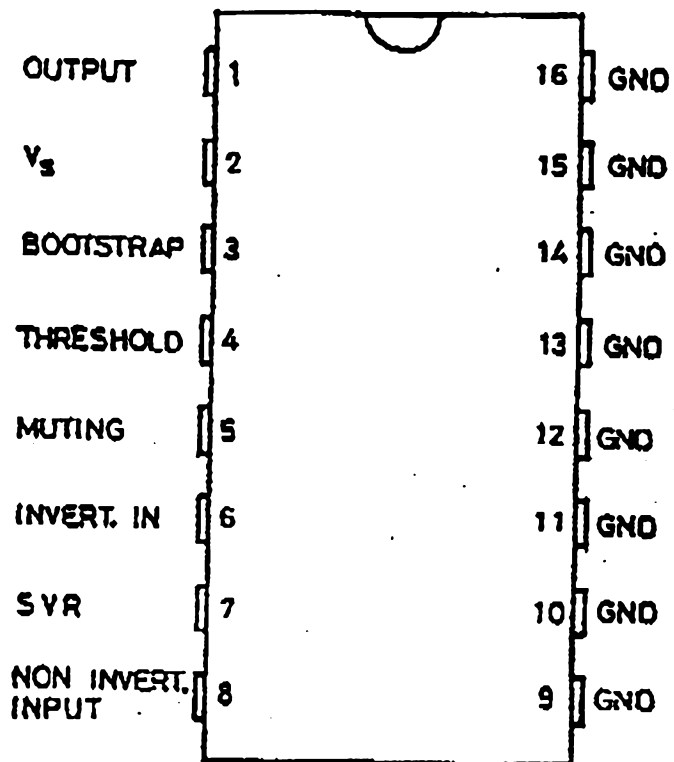 OUTPUT 1 16 GND
Vs 2 15 GND
BOOTSTRAP 3 14 GND
THRESHOLD 4 13 GND
MUTING 5 12 GND
INVERT. IN 6 11 GND
SVR 7 10 GND
NON INVERT.
INPUT 8 9 GND